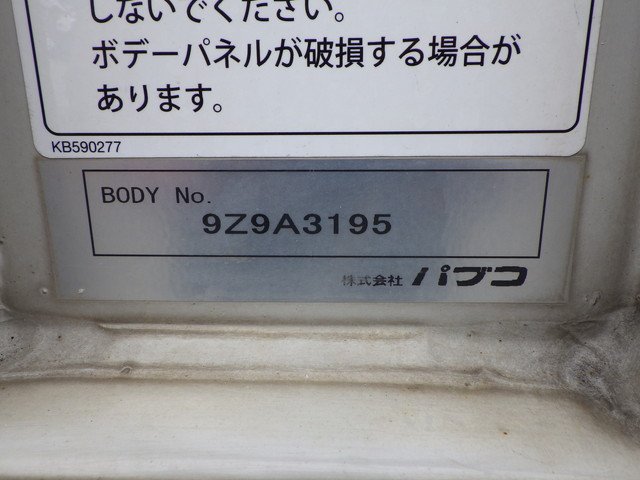 しないでください。
ボデーパネルが破損する場合が
あります。
KB590277
BODY No.
9Z9A3195
株式会社 パブコ